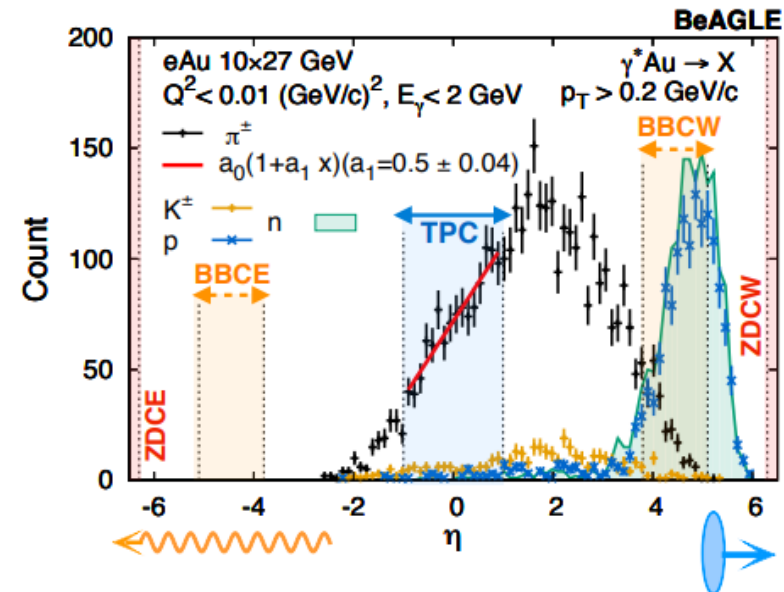 BeAGLE
eAu 10×27 GeV
Q² < 0.01 (GeV/c)², Eγ < 2 GeV
γ*Au → X
pT > 0.2 GeV/c
π±
a₀(1+a₁ x)(a₁=0.5 ± 0.04)
K±
p
n
BBCW
TPC
BBCE
ZDCE
ZDCW
Count
200
150
100
50
0
-6 -4 -2 0 2 4 6
η